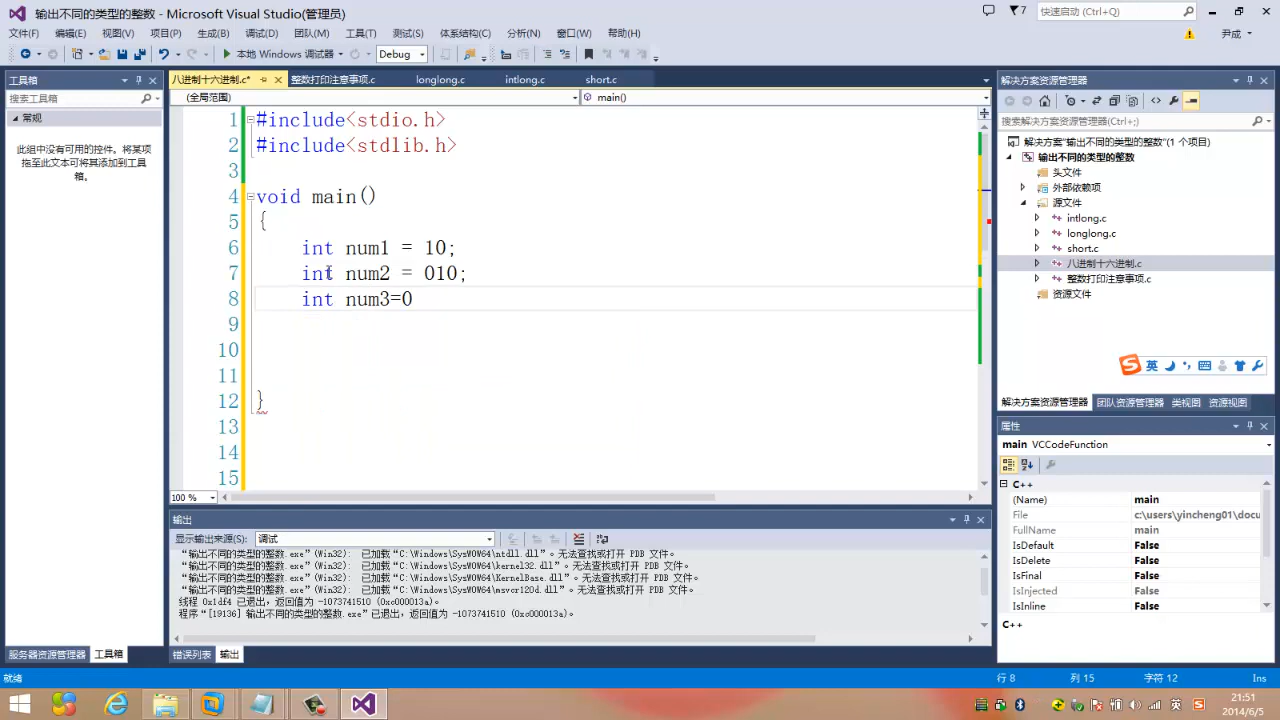 输出不同的类型的整数 - Microsoft Visual Studio(管理员)
7
快速启动 (Ctrl+Q)
文件(F) 编辑(E) 视图(V) 项目(P) 生成(B) 调试(D) 团队(M) 工具(T) 测试(S) 体系结构(C) 分析(N) 窗口(W) 帮助(H)
尹成
本地 Windows 调试器 Debug
工具箱
搜索工具箱
常规
此组中没有可用的控件。将某项
拖至此文本可将其添加到工具
箱。
服务器资源管理器 工具箱
八进制十六进制.c* 整数打印注意事项.c longlong.c intlong.c short.c
(全局范围) main()
1 #include<stdio.h>
2 #include<stdlib.h>
3
4 void main()
5 {
6 int num1 = 10;
7 int num2 = 010;
8 int num3=0
9
10
11
12 }
13
14
15
100 %
输出
显示输出来源(S): 调试
“输出不同的类型的整数.exe”(Win32): 已加载“C:\Windows\SysWOW64\ntdll.dll”。无法查找或打开 PDB 文件。
“输出不同的类型的整数.exe”(Win32): 已加载“C:\Windows\SysWOW64\kernel32.dll”。无法查找或打开 PDB 文件。
“输出不同的类型的整数.exe”(Win32): 已加载“C:\Windows\SysWOW64\KernelBase.dll”。无法查找或打开 PDB 文件。
“输出不同的类型的整数.exe”(Win32): 已加载“C:\Windows\SysWOW64\msvcr120d.dll”。无法查找或打开 PDB 文件。
线程 0x1df4 已退出，返回值为 -1073741510 (0xc000013a)。
程序“[19136] 输出不同的类型的整数.exe”已退出，返回值为 -1073741510 (0xc000013a)。
错误列表 输出
解决方案资源管理器
搜索解决方案资源管理器(Ctrl+;)
解决方案“输出不同的类型的整数”(1 个项目)
输出不同的类型的整数
头文件
外部依赖项
源文件
intlong.c
longlong.c
short.c
八进制十六进制.c
整数打印注意事项.c
资源文件
英
解决方案资源管理器 团队资源管理器 类视图 资源视图
属性
main VCCodeFunction
C++
(Name) main
File c:\users\yincheng01\docu
FullName main
IsDefault False
IsDelete False
IsFinal False
IsInjected False
IsInline False
C++
就绪 行 8 列 15 字符 12 Ins
英
21:51
2014/6/5